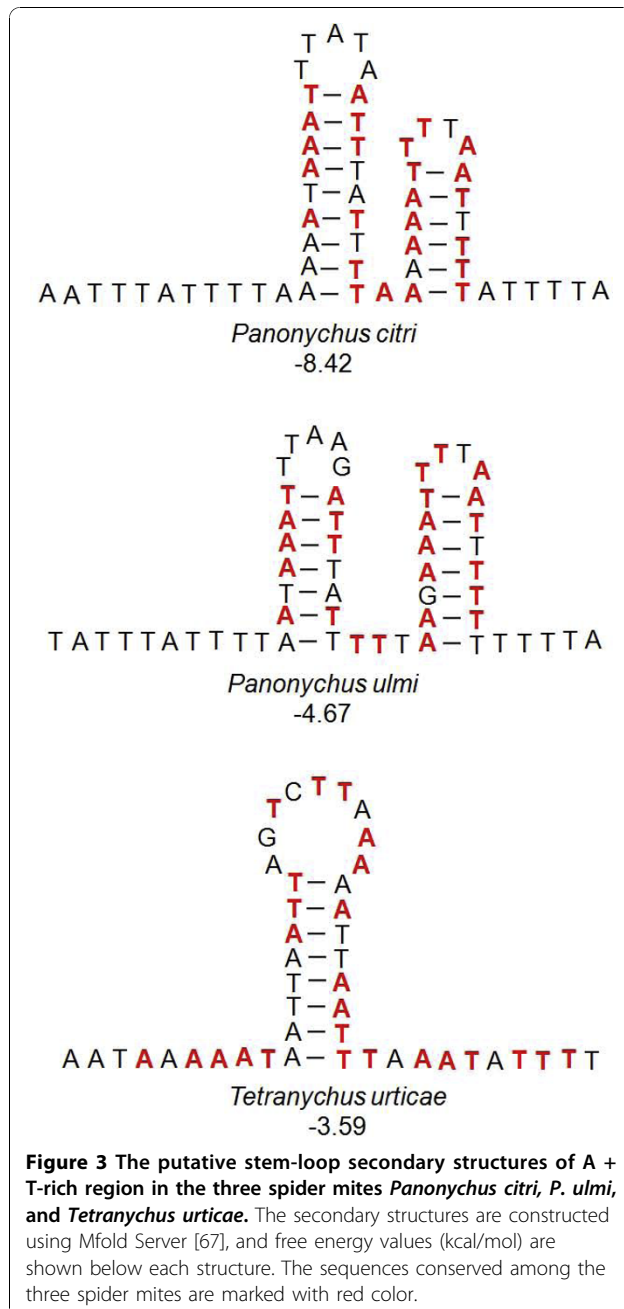 T A T
T A
T – A
A – T
A – T
A – T
T – A
A – T
A – T
A – T
T T
T A
T – A
A – T
A – T
A – T
A – T
A A T T T A T T T T A A A – T A A A – T A T T T T A
Panonychus citri
-8.42
T A A
T G
T – A
A – T
A – T
A – T
T – A
A – T
T T
T A
T – A
A – T
A – T
A – T
G – T
A – T
T A T T T A T T T T A – T T T T A – T T T T T A
Panonychus ulmi
-4.67
C T T
T A
G A
A A
T – A
T – A
A – T
A – T
T – A
T – A
A – T
A A T A A A A A T A – T T A A A T A T T T T
Tetranychus urticae
-3.59
Figure 3 The putative stem-loop secondary structures of A +
T-rich region in the three spider mites Panonychus citri, P. ulmi,
and Tetranychus urticae. The secondary structures are constructed
using Mfold Server [67], and free energy values (kcal/mol) are
shown below each structure. The sequences conserved among the
three spider mites are marked with red color.